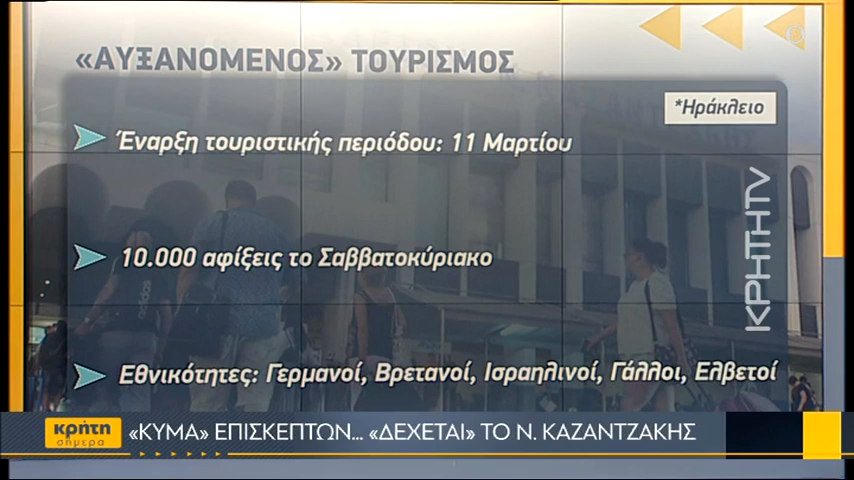 «ΑΥΞΑΝΟΜΕΝΟΣ» ΤΟΥΡΙΣΜΟΣ
*Ηράκλειο
Έναρξη τουριστικής περιόδου: 11 Μαρτίου
10.000 αφίξεις το Σαββατοκύριακο
Εθνικότητες: Γερμανοί, Βρετανοί, Ισραηλινοί, Γάλλοι, Ελβετοί
ΚΡΗΤΗTV
adidas
κρήτη
σήμερα
«ΚΥΜΑ» ΕΠΙΣΚΕΠΤΩΝ... «ΔΕΧΕΤΑΙ» ΤΟ Ν. ΚΑΖΑΝΤΖΑΚΗΣ